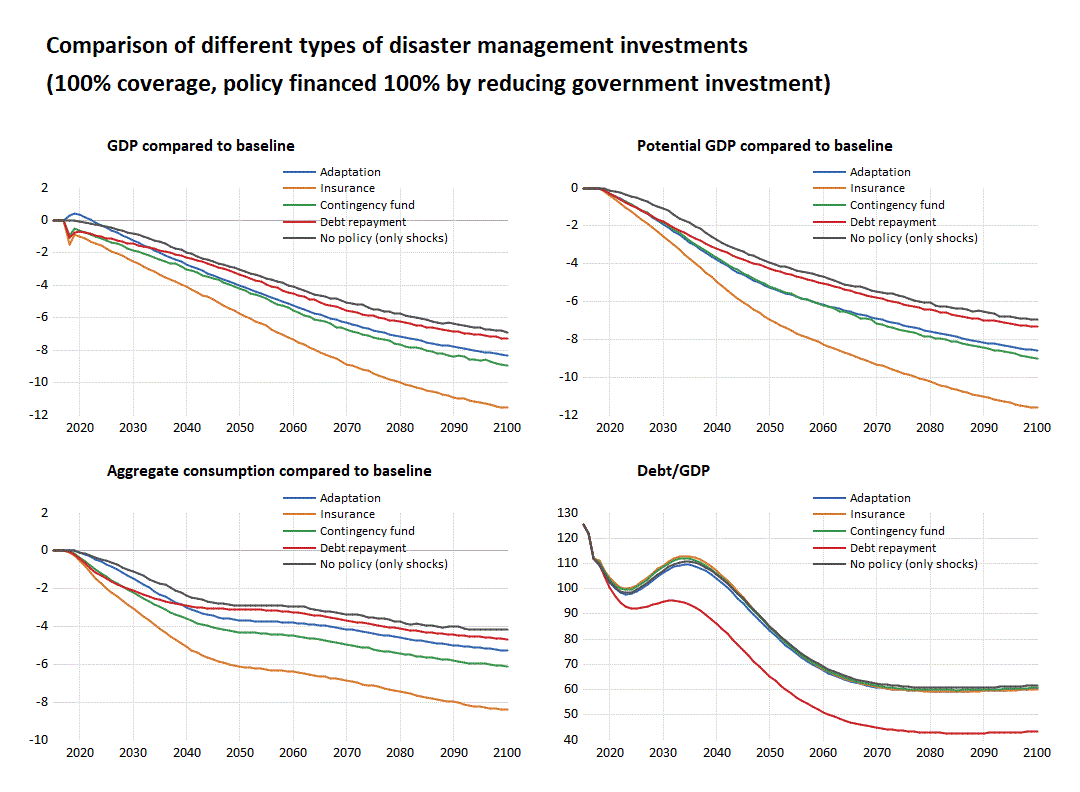 Comparison of different types of disaster management investments
(100% coverage, policy financed 100% by reducing government investment)
GDP compared to baseline
Adaptation
Insurance
Contingency fund
Debt repayment
No policy (only shocks)
2
0
-2
-4
-6
-8
-10
-12
2020 2030 2040 2050 2060 2070 2080 2090 2100
Potential GDP compared to baseline
Adaptation
Insurance
Contingency fund
Debt repayment
No policy (only shocks)
0
-2
-4
-6
-8
-10
-12
2020 2030 2040 2050 2060 2070 2080 2090 2100
Aggregate consumption compared to baseline
Adaptation
Insurance
Contingency fund
Debt repayment
No policy (only shocks)
2
0
-2
-4
-6
-8
-10
2020 2030 2040 2050 2060 2070 2080 2090 2100
Debt/GDP
Adaptation
Insurance
Contingency fund
Debt repayment
No policy (only shocks)
130
120
110
100
90
80
70
60
50
40
2020 2030 2040 2050 2060 2070 2080 2090 2100